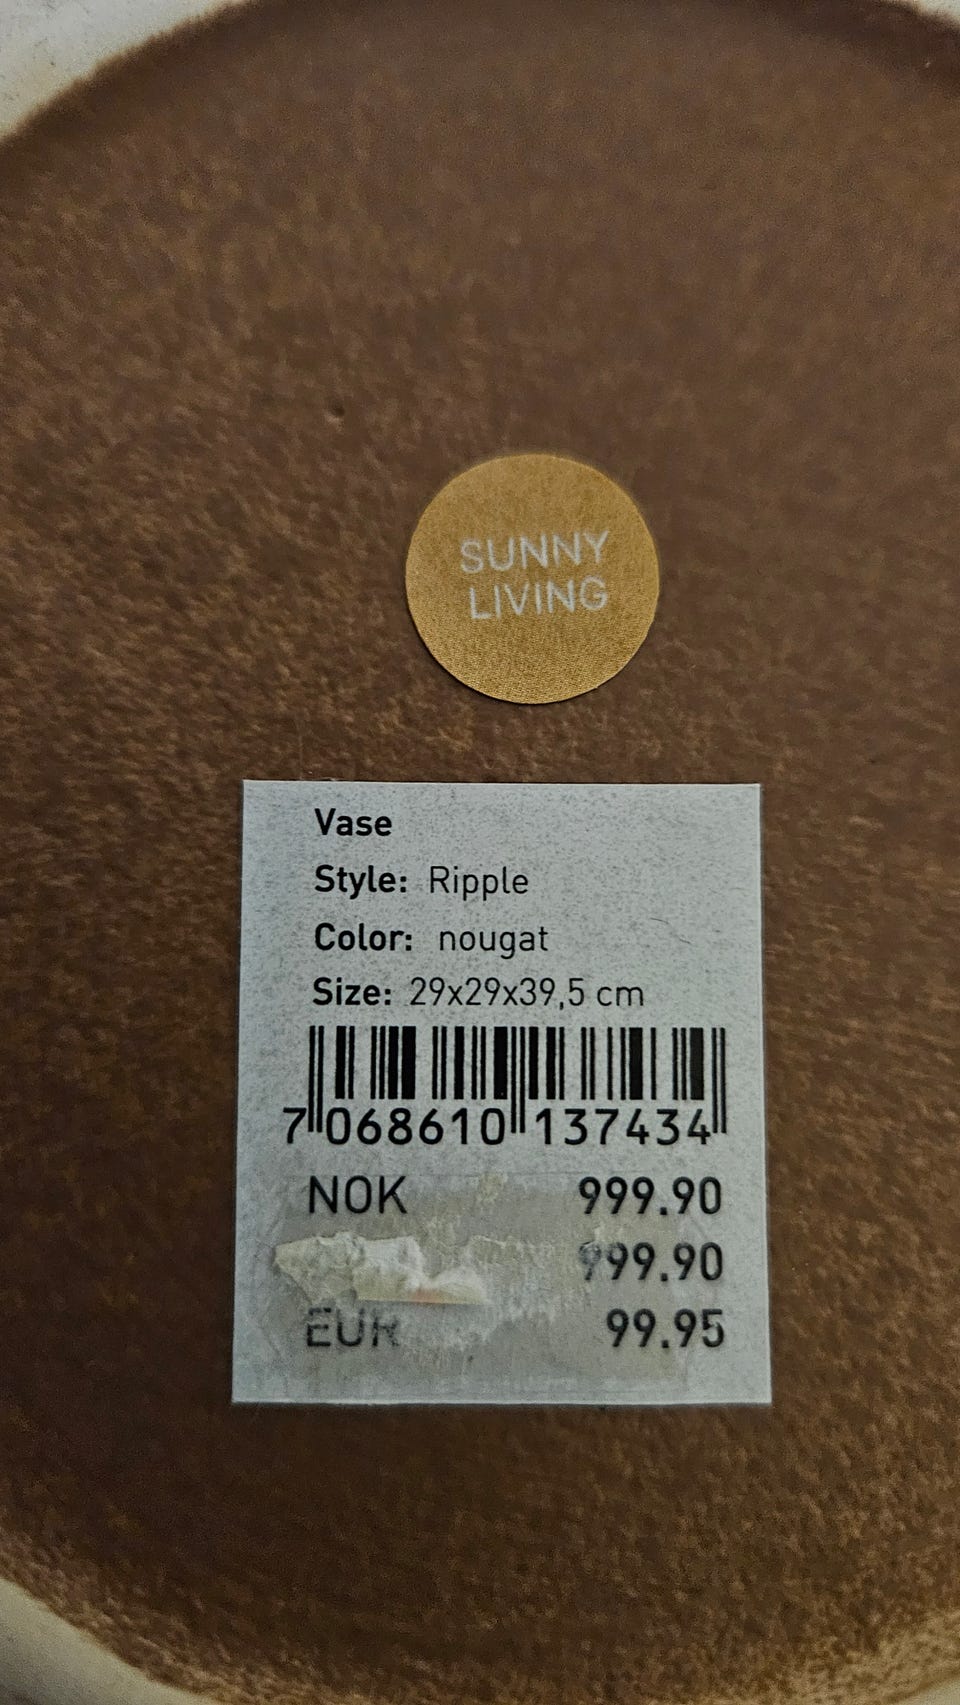 SUNNY
LIVING
Vase
Style: Ripple
Color: nougat
Size: 29x29x39,5 cm
7 068610 137434
NOK 999.90
999.90
EUR 99.95